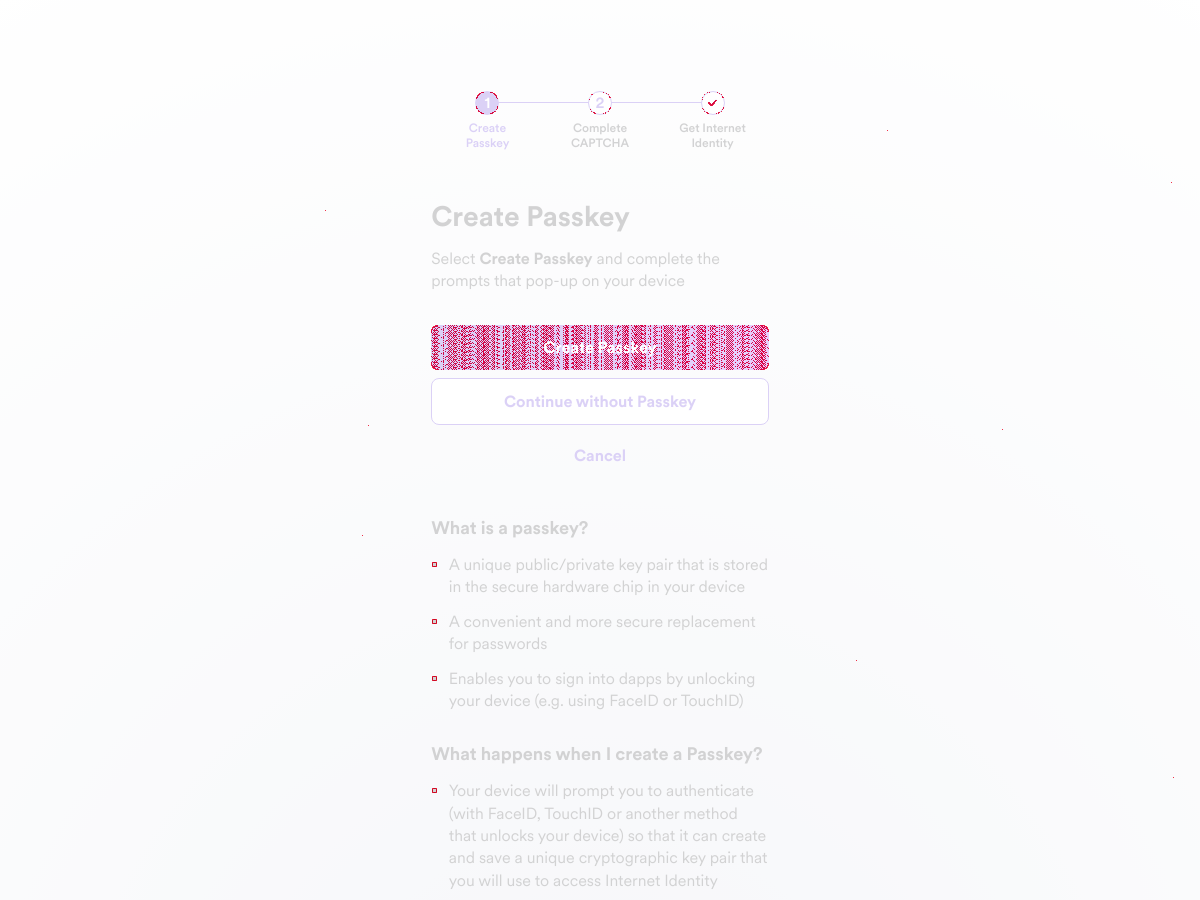 1
2
Create
Passkey
Complete
CAPTCHA
Get Internet
Identity
Create Passkey
Select Create Passkey and complete the
prompts that pop-up on your device
Create Passkey
Continue without Passkey
Cancel
What is a passkey?
A unique public/private key pair that is stored
in the secure hardware chip in your device
A convenient and more secure replacement
for passwords
Enables you to sign into dapps by unlocking
your device (e.g. using FaceID or TouchID)
What happens when I create a Passkey?
Your device will prompt you to authenticate
(with FaceID, TouchID or another method
that unlocks your device) so that it can create
and save a unique cryptographic key pair that
you will use to access Internet Identity